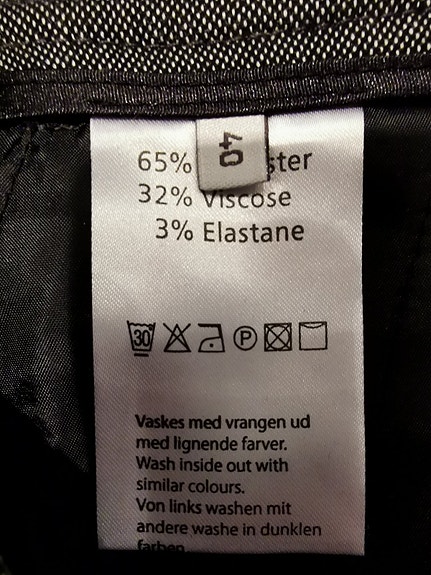 40
65% ster
32% Viscose
3% Elastane
30
P
Vaskes med vrangen ud
med lignende farver.
Wash inside out with
similar colours.
Von links washen mit
andere washe in dunklen
farben